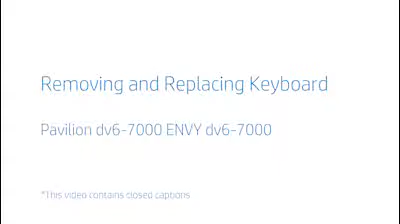 Removing and Replacing Keyboard
Pavilion dv6-7000 ENVY dv6-7000
*This video contains closed captions